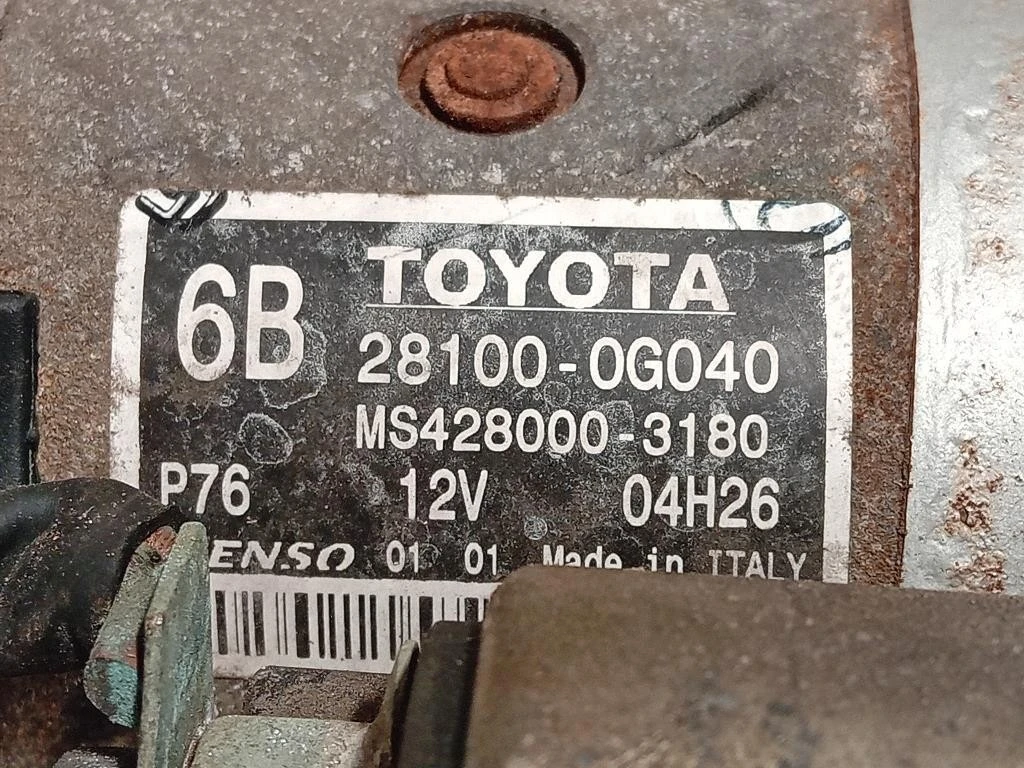 TOYOTA
6B
28100-0G040
MS428000-3180
P76 12V 04H26
ENSO 01 01 Made in ITALY